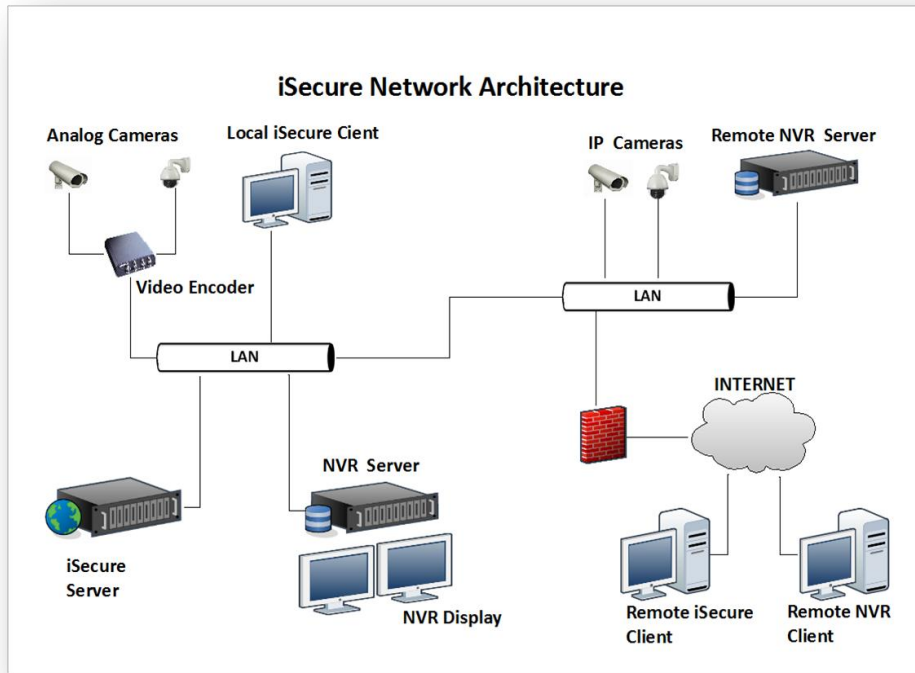 iSecure Network Architecture
Analog Cameras
Local iSecure Cient
IP Cameras
Remote NVR Server
Video Encoder
LAN
LAN
INTERNET
NVR Server
iSecure
Server
NVR Display
Remote iSecure
Client
Remote NVR
Client